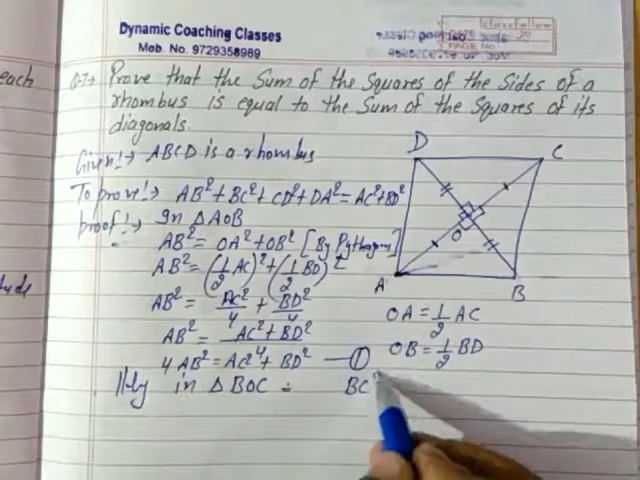 Dynamic Coaching Classes
Mob. No. 9729358989
Q.7→ Prove that the Sum of the Squares of the Sides of a
rhombus is equal to the Sum of the Squares of its
diagonals.
Given!→ ABCD is a rhombus
To prove!→ AB²+BC²+CD²+DA²=AC²+BD²
proof!→ In ΔAOB
AB²=OA²+OB² [By Pythagoras]
AB²=(1/2 AC)²+(1/2 BD)²
AB²= AC²/4 + BD²/4
AB²= AC²+BD²/4
4AB²=AC²+BD² —①
||ly in ΔBOC = BC
D
C
O
A
B
OA=1/2 AC
OB=1/2 BD
each